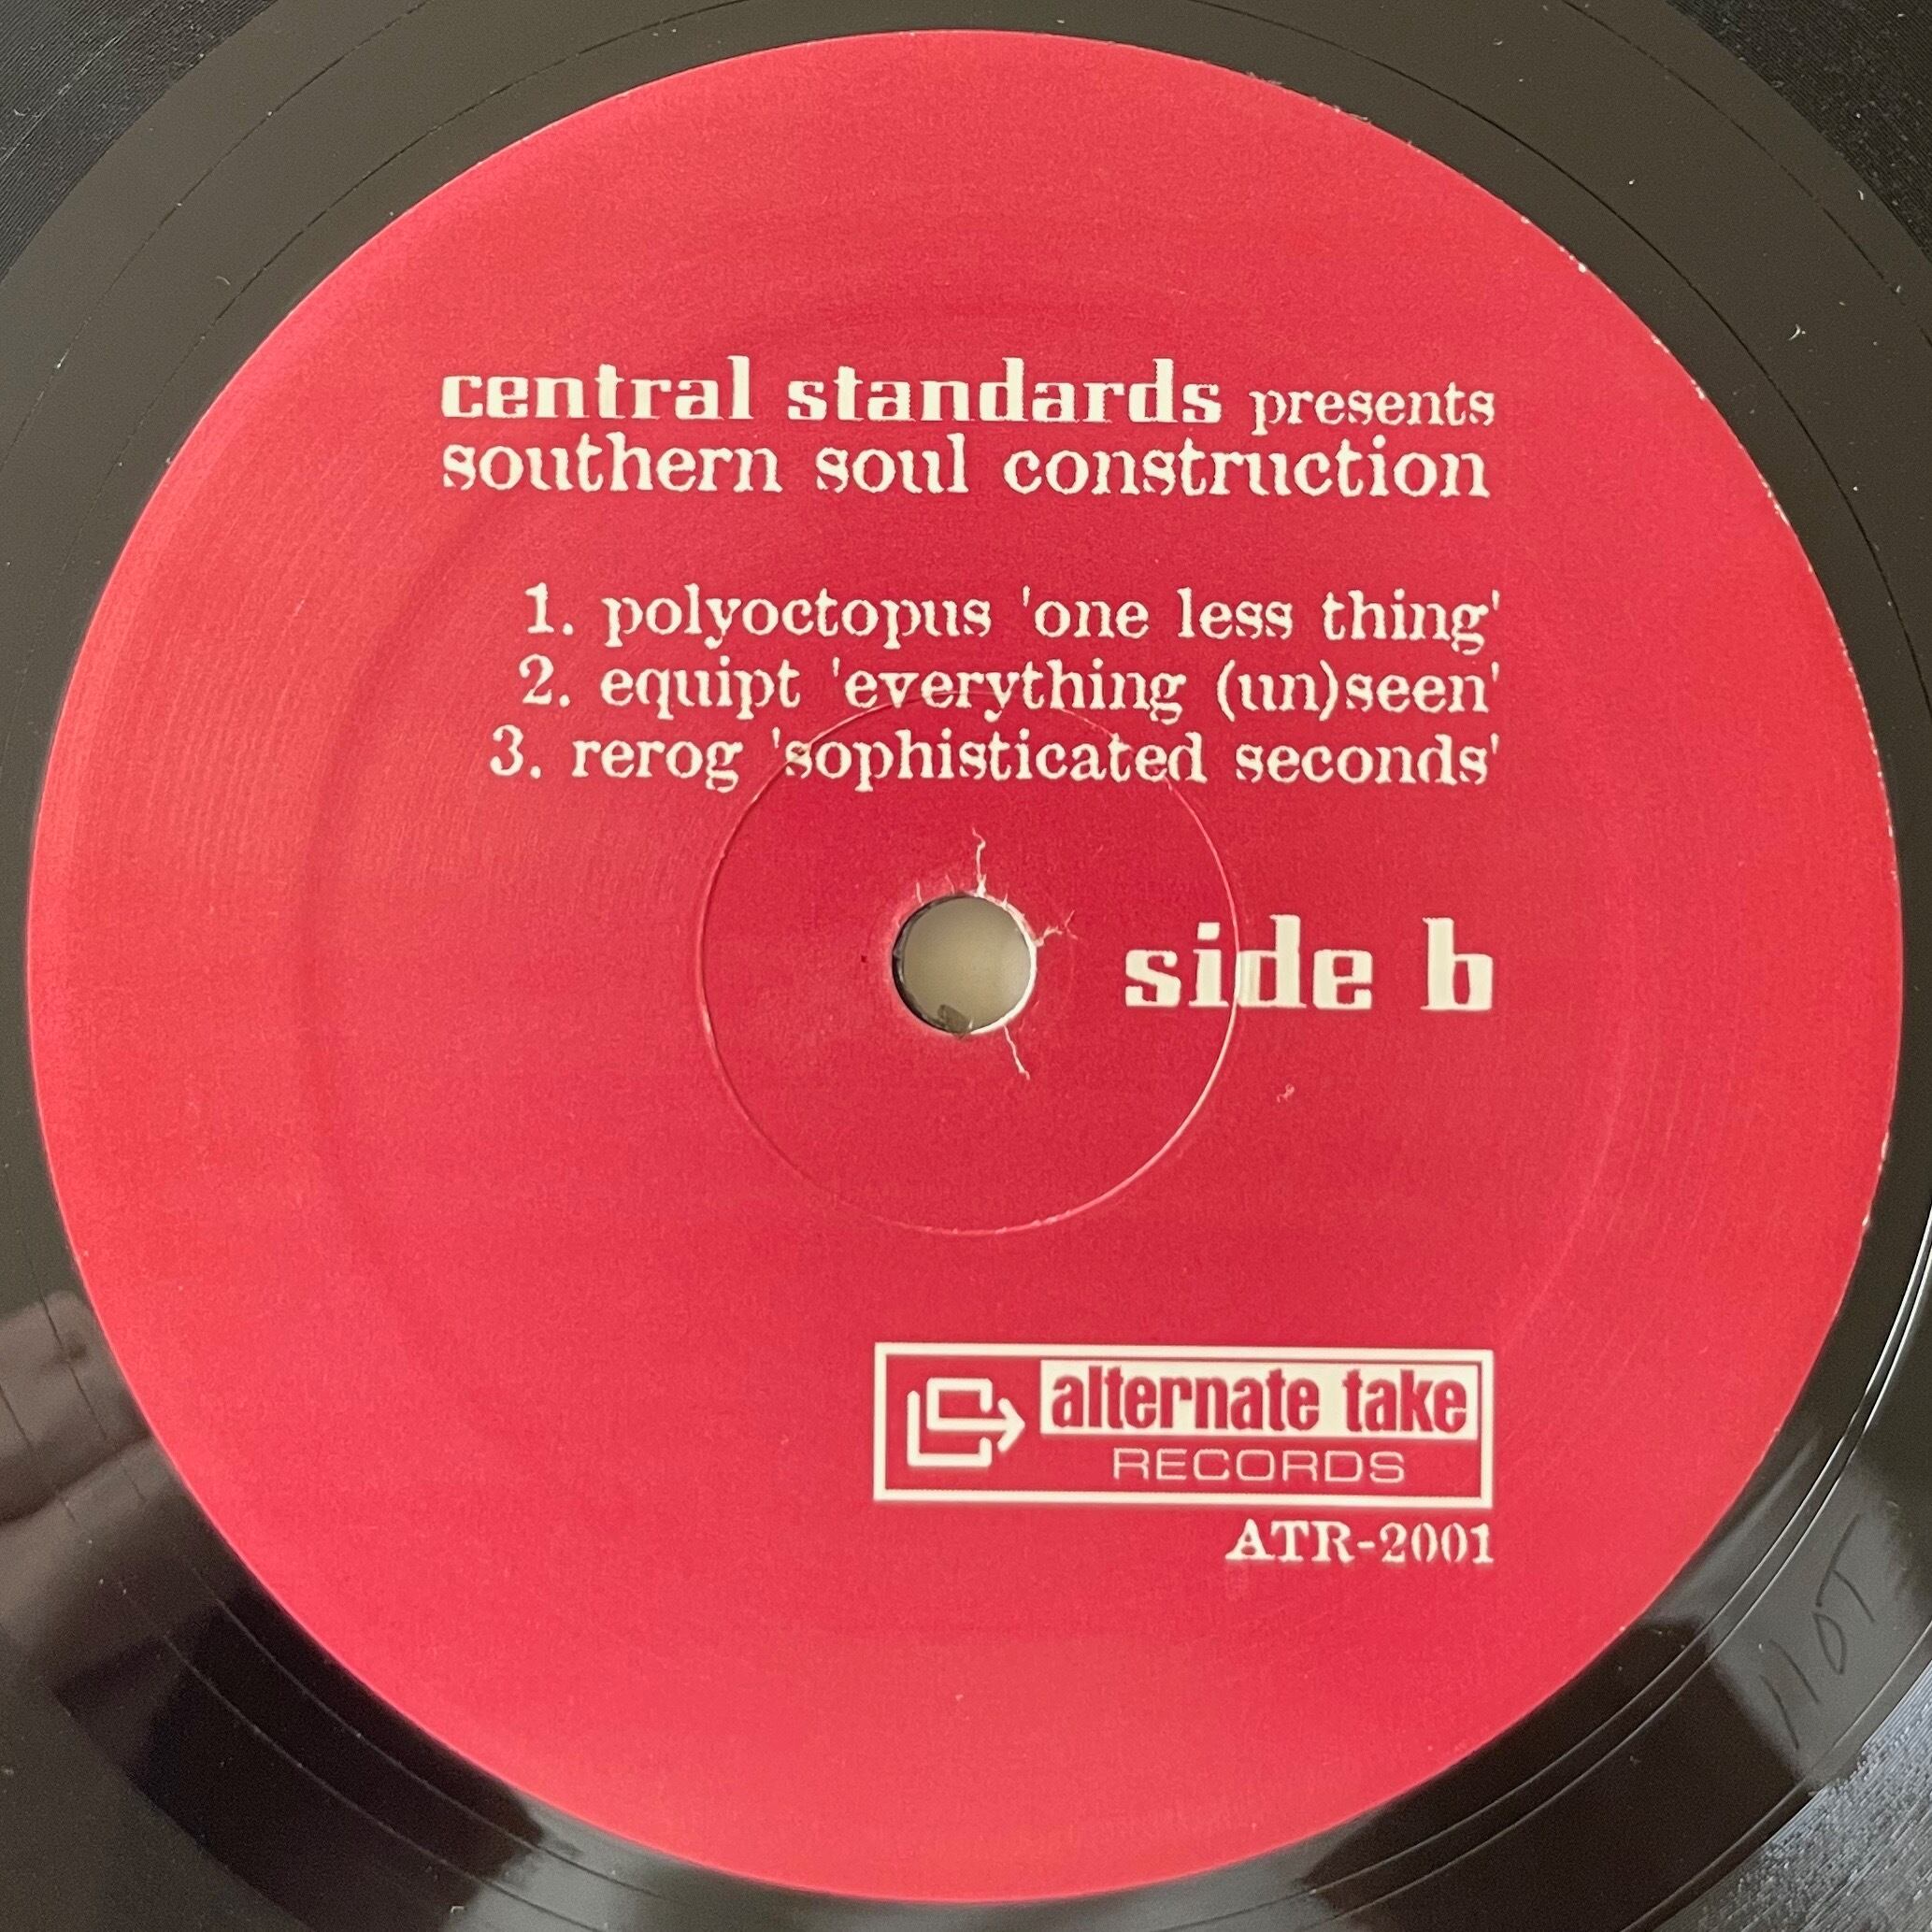 central standards presents
southern soul construction
1. polyoctopus 'one less thing'
2. equipt 'everything (un)seen'
3. rerog 'sophisticated seconds'
side b
alternate take
RECORDS
ATR-2001